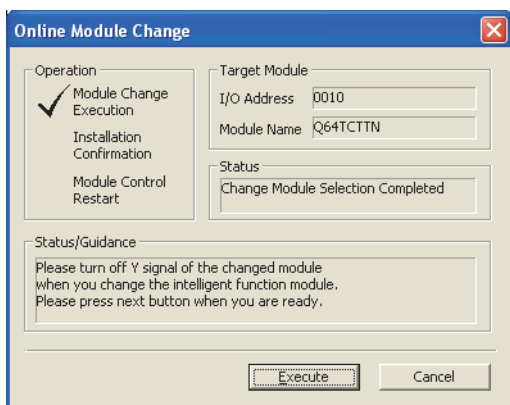 Online Module Change
Operation
Module Change
Execution
Installation
Confirmation
Module Control
Restart
Target Module
I/O Address 0010
Module Name Q64TCTTN
Status
Change Module Selection Completed
Status/Guidance
Please turn off Y signal of the changed module
when you change the intelligent function module.
Please press next button when you are ready.
Execute
Cancel